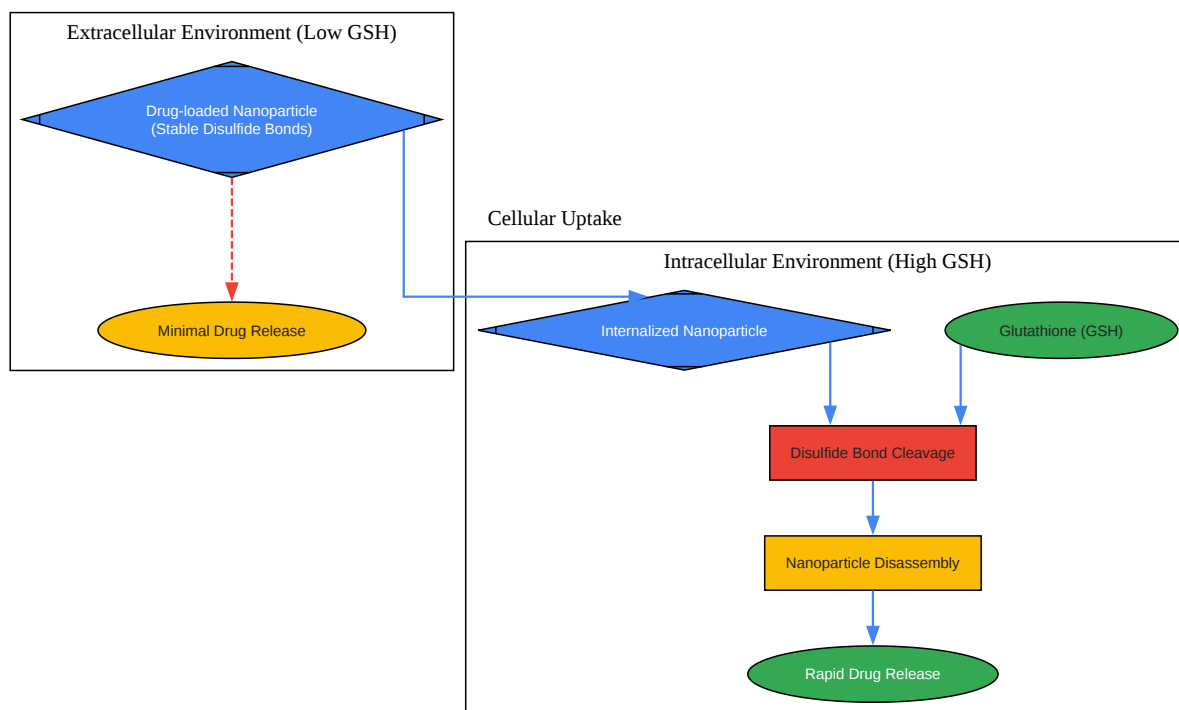 Extracellular Environment (Low GSH)
Drug-loaded Nanoparticle
(Stable Disulfide Bonds)
Minimal Drug Release
Cellular Uptake
Intracellular Environment (High GSH)
Internalized Nanoparticle
Glutathione (GSH)
Disulfide Bond Cleavage
Nanoparticle Disassembly
Rapid Drug Release